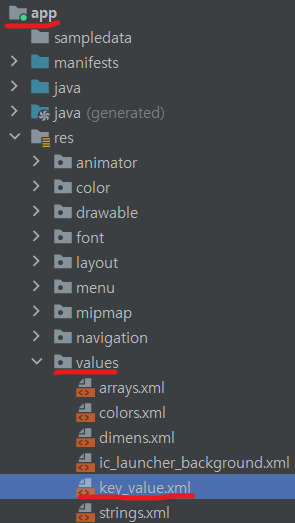 app
sampledata
manifests
java
java (generated)
res
animator
color
drawable
font
layout
menu
mipmap
navigation
values
arrays.xml
colors.xml
dimens.xml
ic_launcher_background.xml
key_value.xml
strings.xml